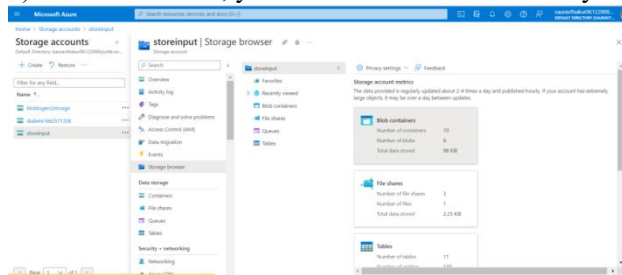 Microsoft Azure
Search resources, services, and docs (G+/)
DEFAULT DIRECTORY
Home > Storage accounts > storeinput
Storage accounts
storeinput | Storage browser
Storage account
+ Create
Restore
Search
Filter for any field...
Name ↑
storeinput
Overview
Activity log
Tags
Diagnose and solve problems
Access Control (IAM)
Data migration
Events
Storage browser
Data storage
Containers
File shares
Queues
Tables
Security + networking
Networking
storeinput
Favorites
Recently viewed
Blob containers
File shares
Queues
Tables
Privacy settings
Feedback
Storage account metrics
The data provided is regularly updated about 2-4 times a day and published hourly. If your account has extremely
large objects, it may be over a day between updates.
Blob containers
Number of containers 10
Number of blobs 6
Total data stored
File shares
Number of file shares 3
Number of files 1
Total data stored 2.23 KiB
Tables
Number of tables 11
Page 1 of 1